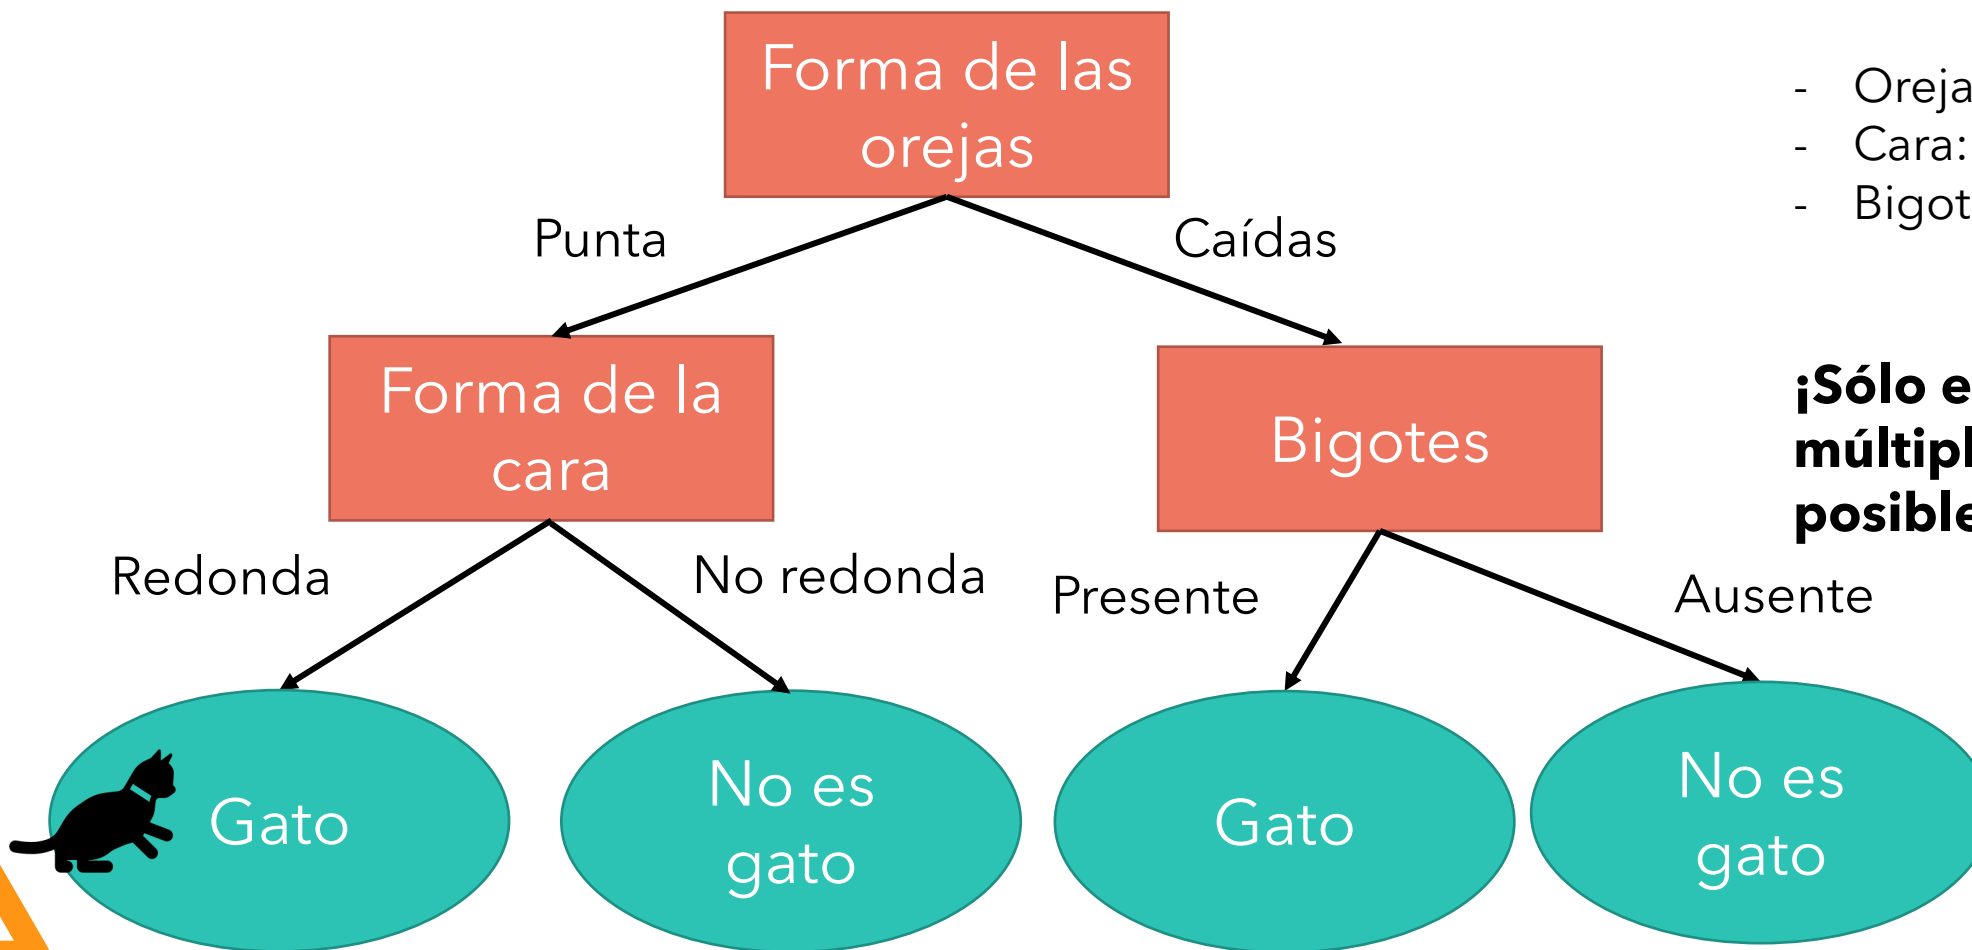 Forma de las
orejas
Punta
Caídas
Forma de la
cara
Bigotes
Redonda
No redonda
Presente
Ausente
Gato
No es
gato
Gato
No es
gato
- Oreja
- Cara:
- Bigot
¡Sólo e
múltipl
posible